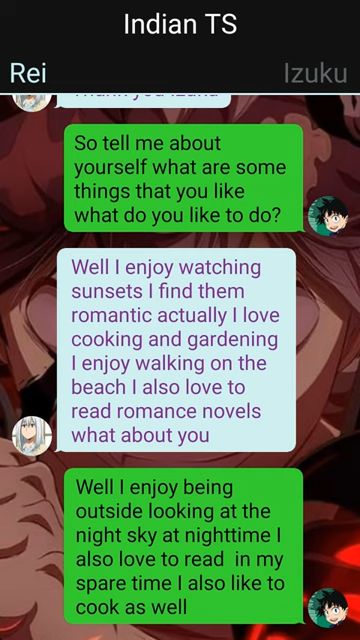 Indian TS
Rei
Izuku
Thank you Izuku
So tell me about
yourself what are some
things that you like
what do you like to do?
Well I enjoy watching
sunsets I find them
romantic actually I love
cooking and gardening
I enjoy walking on the
beach I also love to
read romance novels
what about you
Well I enjoy being
outside looking at the
night sky at nighttime I
also love to read  in my
spare time I also like to
cook as well